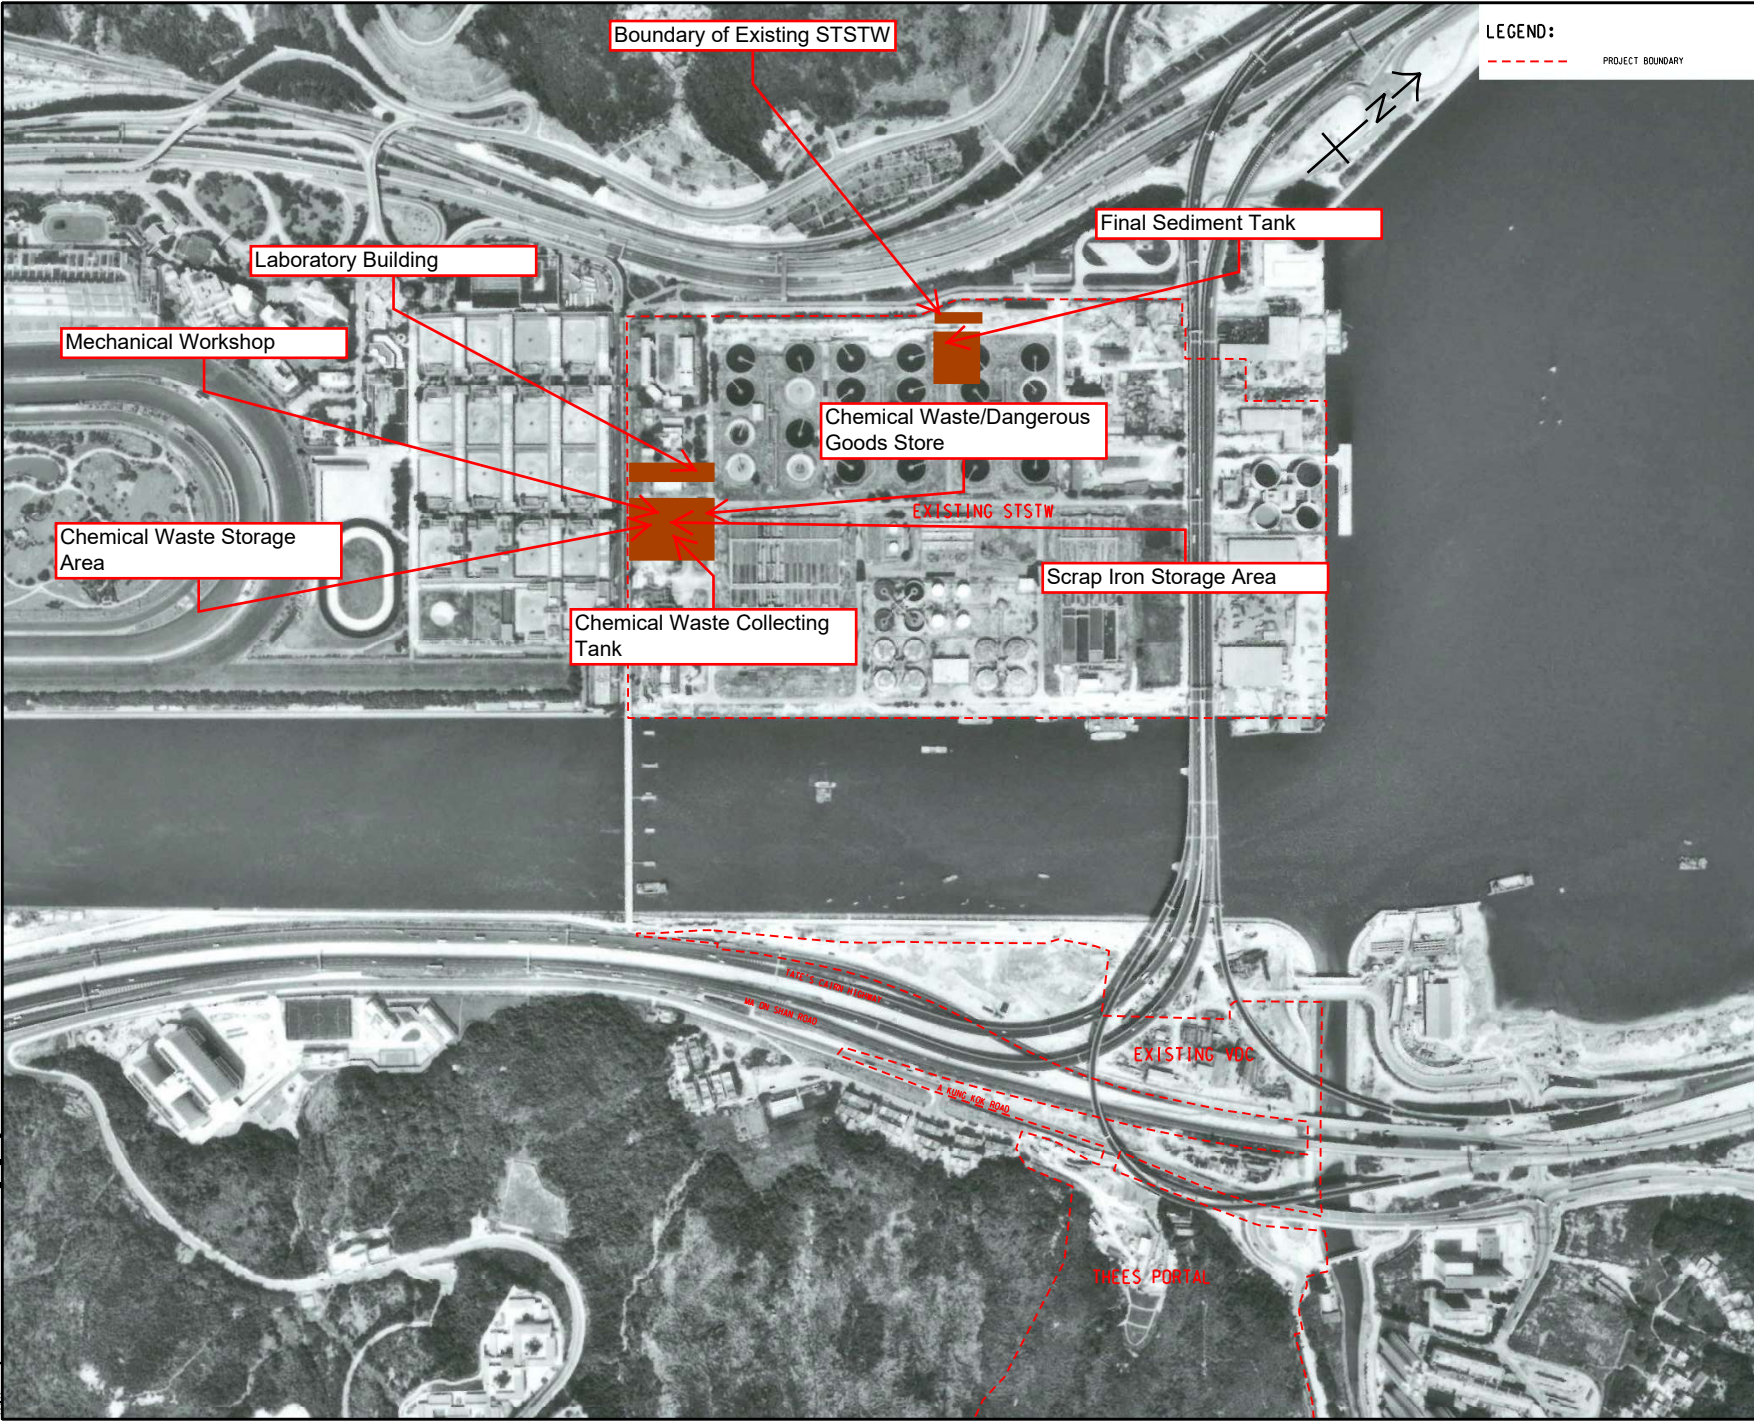 Boundary of Existing STSTW
LEGEND:
PROJECT BOUNDARY
N
Final Sediment Tank
Laboratory Building
Mechanical Workshop
Chemical Waste/Dangerous
Goods Store
EXISTING STSTW
Chemical Waste Storage
Area
Scrap Iron Storage Area
Chemical Waste Collecting
Tank
TATE'S CAIRN HIGHWAY
MA ON SHAN ROAD
EXISTING VDC
A KUNG KOK ROAD
THEES PORTAL